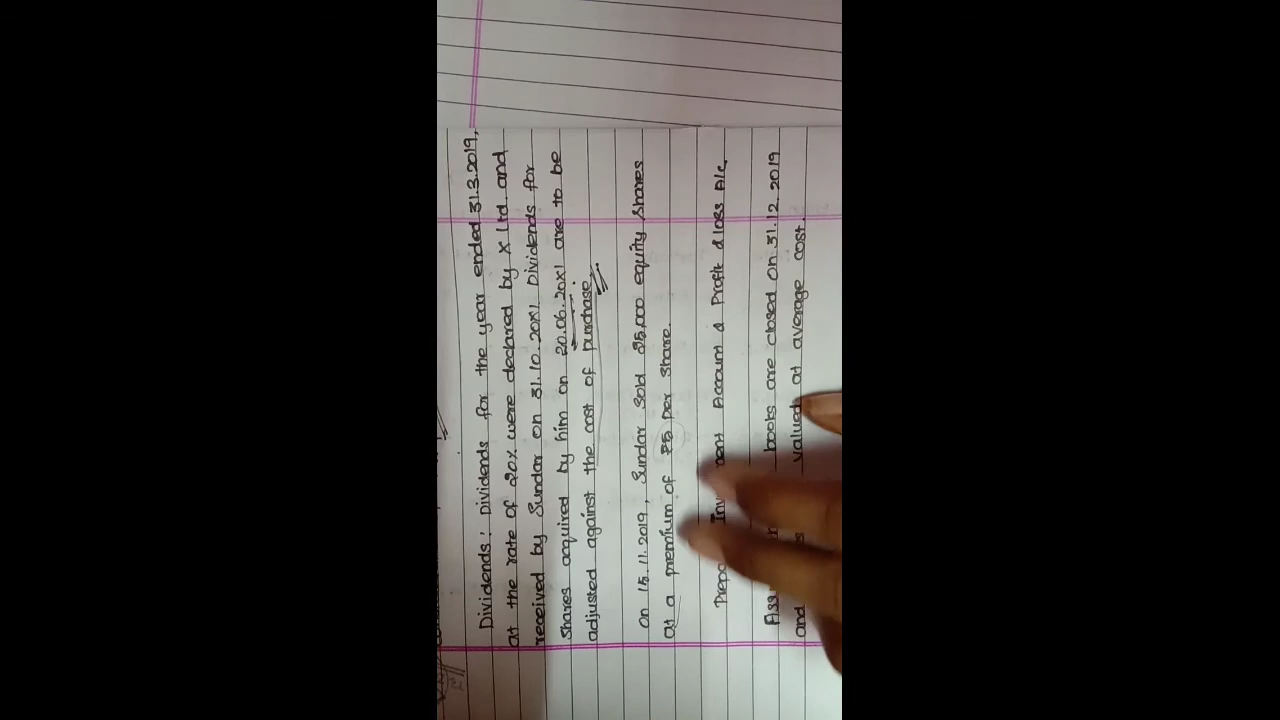 Dividends: Dividends for the year ended 31.3.2019,
at the rate of 20% were declared by X Ltd. and
received by Sundar on 31.10.20X1. Dividends for
shares acquired by him on 20.06.20X1 are to be
adjusted against the cost of purchase.
On 15.11.2019, Sundar sold 25,000 equity shares
at a premium of ₹5 per share.
Account & Profit & loss A/c.
books are closed on 31.12.2019
and valued at average cost.